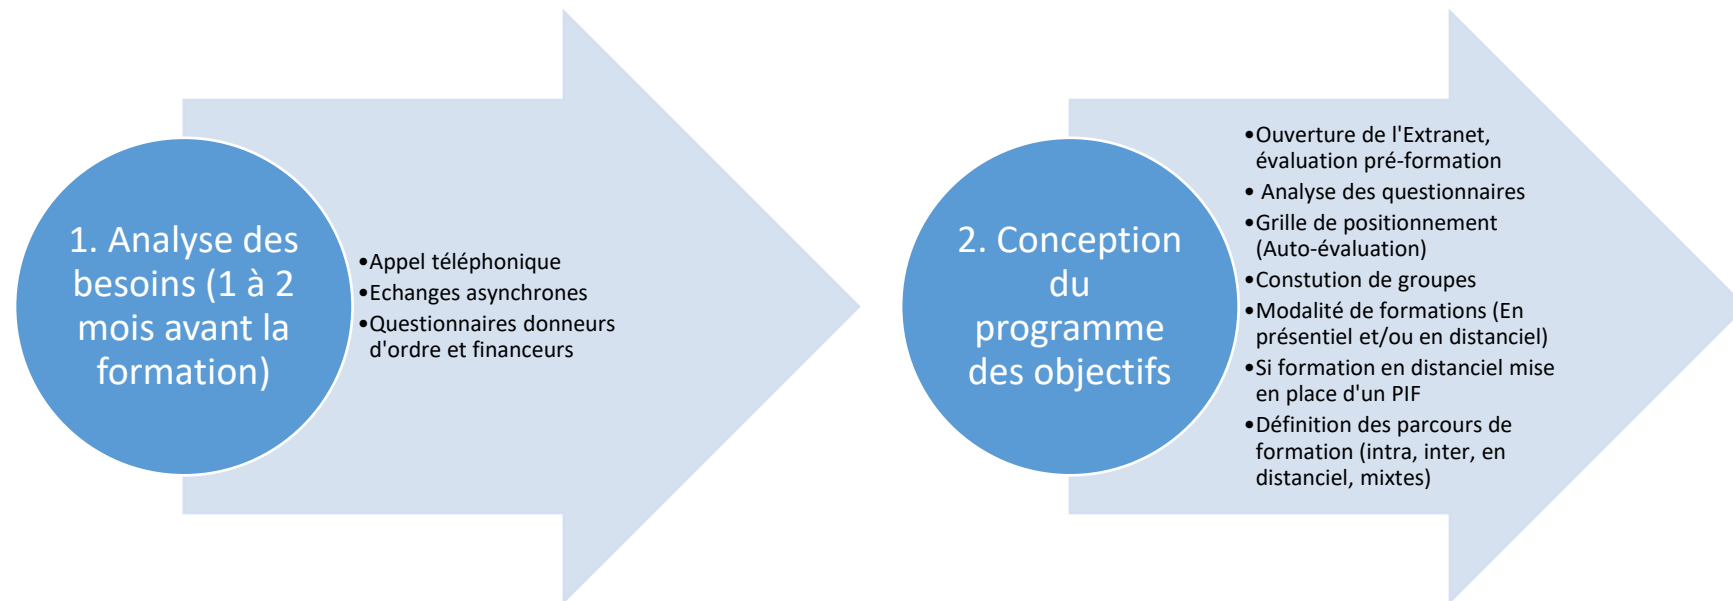 1. Analyse des
besoins (1 à 2
mois avant la
formation)
•Appel téléphonique
•Echanges asynchrones
•Questionnaires donneurs
d'ordre et financeurs
2. Conception
du
programme
des objectifs
•Ouverture de l'Extranet,
évaluation pré-formation
• Analyse des questionnaires
•Grille de positionnement
(Auto-évaluation)
•Constution de groupes
•Modalité de formations (En
présentiel et/ou en distanciel)
•Si formation en distanciel mise
en place d'un PIF
•Définition des parcours de
formation (intra, inter, en
distanciel, mixtes)